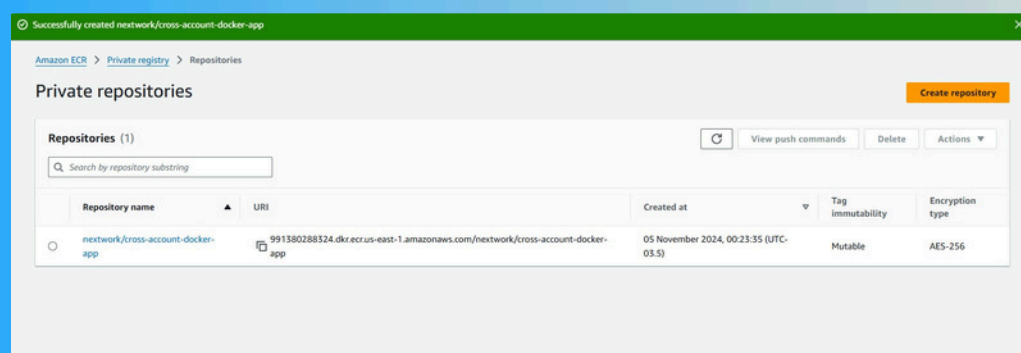 Successfully created nextwork/cross-account-docker-app
Amazon ECR > Private registry > Repositories
Private repositories
Create repository
Repositories (1)
View push commands
Delete
Actions
Search by repository substring
Repository name
URI
Created at
Tag
immutability
Encryption
type
nextwork/cross-account-docker-
app
991380288324.dkr.ecr.us-east-1.amazonaws.com/nextwork/cross-account-docker-
app
05 November 2024, 00:23:35 (UTC-
03.5)
Mutable
AES-256